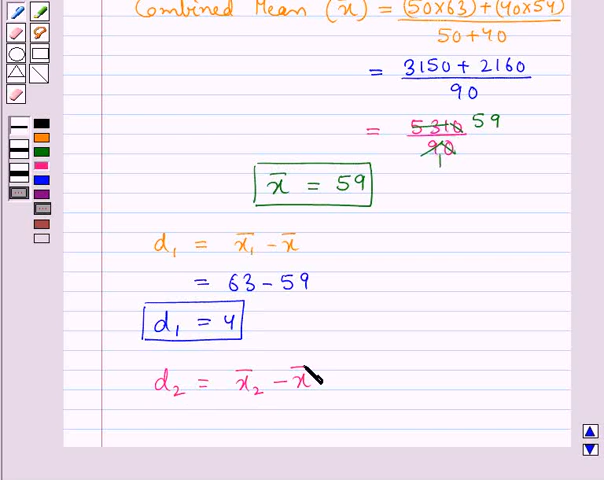 Combined Mean (x̄) = (50×63)+(40×54) / 50+40
= 3150+2160 / 90
= 5310 / 90 59
1
x̄ = 59
d₁ = x̄₁ - x̄
= 63-59
d₁ = 4
d₂ = x̄₂ - x̄